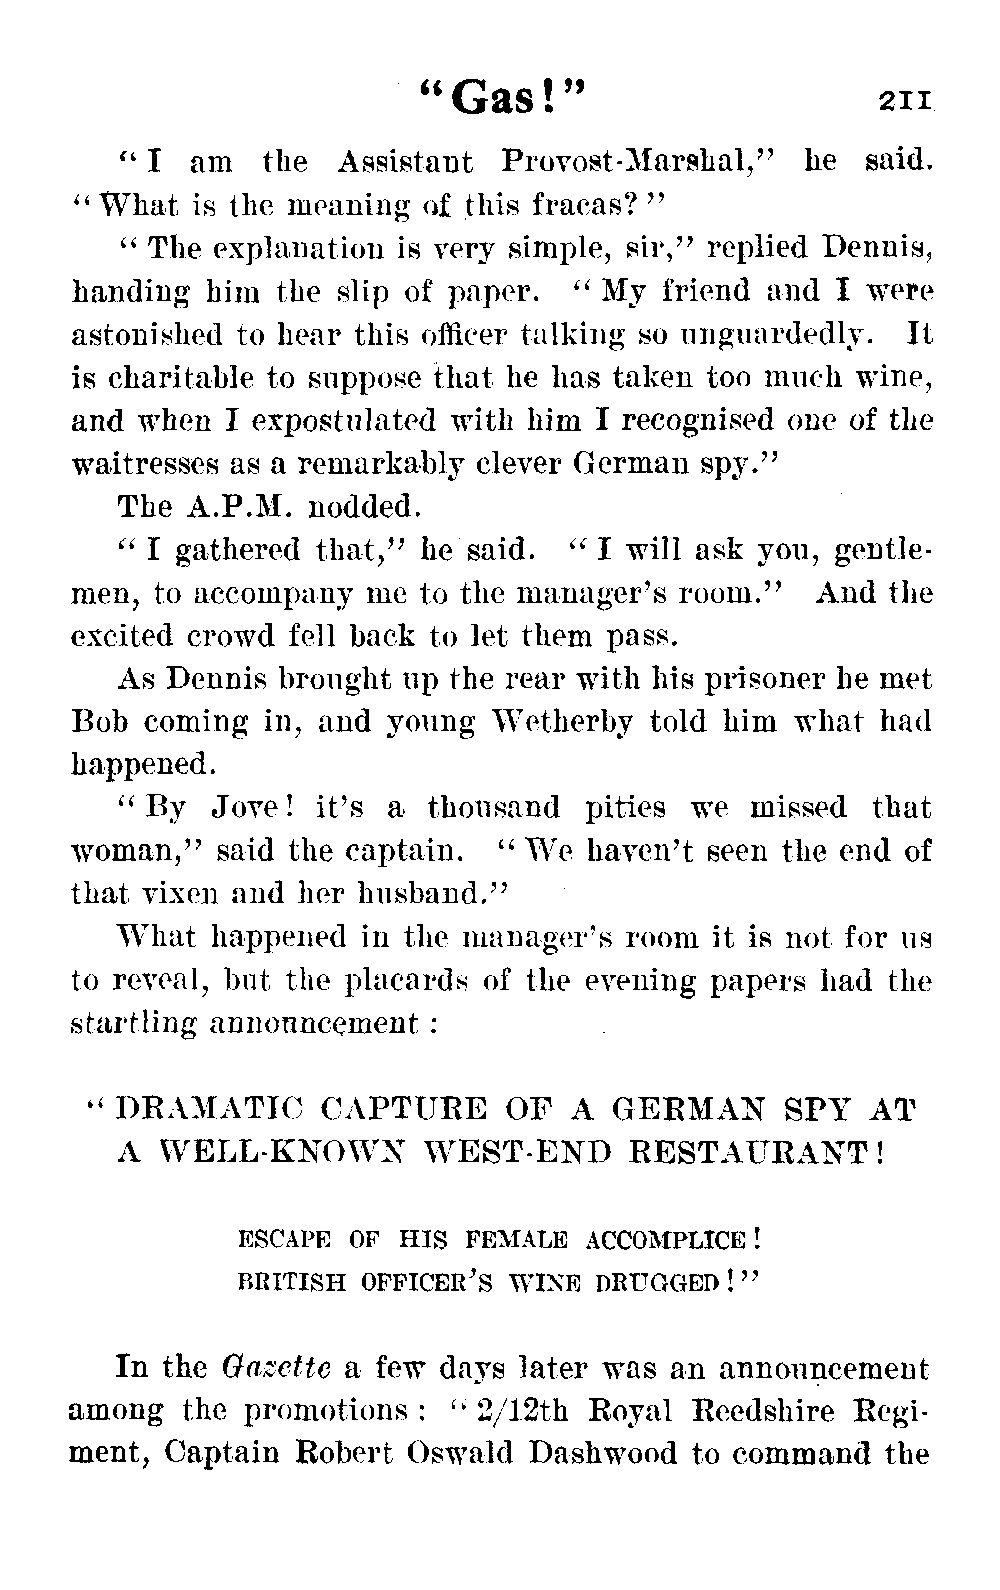 "Gas!" 211
"I am the Assistant Provost-Marshal," he said.
"What is the meaning of this fracas?"
"The explanation is very simple, sir," replied Dennis,
handing him the slip of paper. "My friend and I were
astonished to hear this officer talking so unguardedly. It
is charitable to suppose that he has taken too much wine,
and when I expostulated with him I recognised one of the
waitresses as a remarkably clever German spy."
The A.P.M. nodded.
"I gathered that," he said. "I will ask you, gentle-
men, to accompany me to the manager's room." And the
excited crowd fell back to let them pass.
As Dennis brought up the rear with his prisoner he met
Bob coming in, and young Wetherby told him what had
happened.
"By Jove! it's a thousand pities we missed that
woman," said the captain. "We haven't seen the end of
that vixen and her husband."
What happened in the manager's room it is not for us
to reveal, but the placards of the evening papers had the
startling announcement :
"DRAMATIC CAPTURE OF A GERMAN SPY AT
A WELL-KNOWN WEST-END RESTAURANT!
ESCAPE OF HIS FEMALE ACCOMPLICE!
BRITISH OFFICER'S WINE DRUGGED!"
In the Gazette a few days later was an announcement
among the promotions : "2/12th Royal Reedshire Regi-
ment, Captain Robert Oswald Dashwood to command the